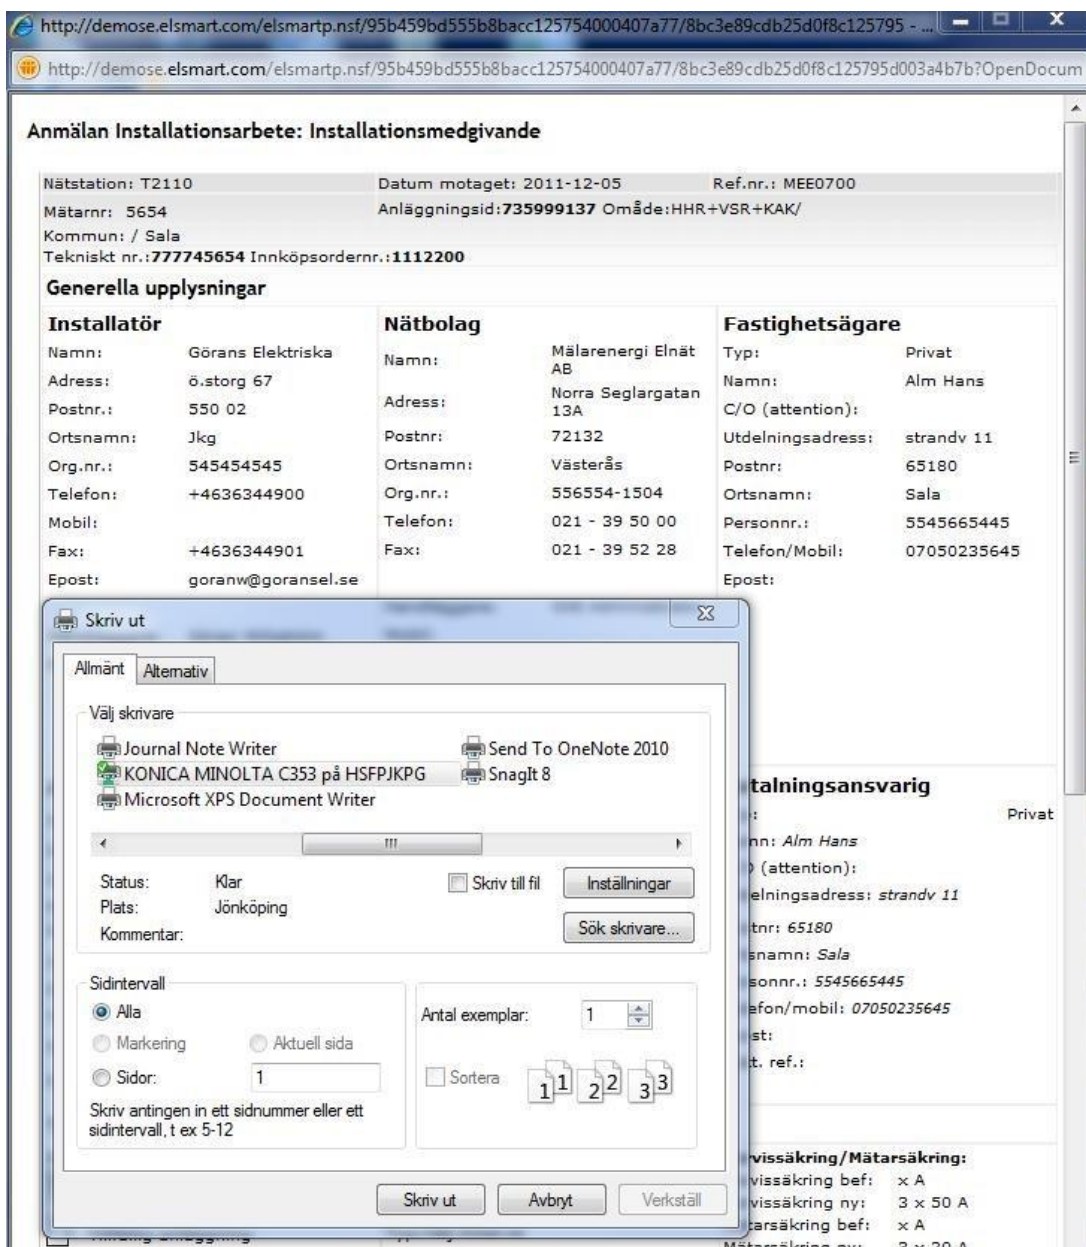 http://demose.elsmart.com/elsmartp.nsf/95b459bd555b8bacc125754000407a77/8bc3e89cdb25d0f8c125795 - ...
http://demose.elsmart.com/elsmartp.nsf/95b459bd555b8bacc125754000407a77/8bc3e89cdb25d0f8c125795d003a4b7b?OpenDocum
Anmälan Installationsarbete: Installationsmedgivande
Nätstation: T2110 Datum motaget: 2011-12-05 Ref.nr.: MEE0700
Mätarnr: 5654 Anläggningsid:735999137 Område:HHR+VSR+KAK/
Kommun: / Sala
Tekniskt nr.:777745654 Innköpsordernr.:1112200
Generella upplysningar
Installatör
Namn: Görans Elektriska
Adress: ö.storg 67
Postnr.: 550 02
Ortsnamn: Jkg
Org.nr.: 545454545
Telefon: +4636344900
Mobil:
Fax: +4636344901
Epost: goranw@goransel.se
Nätbolag
Namn: Mälarenergi Elnät
AB
Adress: Norra Seglargatan
13A
Postnr: 72132
Ortsnamn: Västerås
Org.nr.: 556554-1504
Telefon: 021 - 39 50 00
Fax: 021 - 39 52 28
Fastighetsägare
Typ: Privat
Namn: Alm Hans
C/O (attention):
Utdelningsadress: strandv 11
Postnr: 65180
Ortsnamn: Sala
Personnr.: 5545665445
Telefon/Mobil: 07050235645
Epost:
Skriv ut
Allmänt Alternativ
Välj skrivare
Journal Note Writer Send To OneNote 2010
KONICA MINOLTA C353 på HSFPJKPG SnagIt 8
Microsoft XPS Document Writer
Status: Klar Skriv till fil Inställningar
Plats: Jönköping
Kommentar: Sök skrivare...
Sidintervall
Alla
Markering Aktuell sida
Sidor: 1
Skriv antingen in ett sidnummer eller ett
sidintervall, t ex 5-12
Antal exemplar: 1
Sortera 1 1 2 2 3 3
Skriv ut Avbryt Verkställ
talningsansvarig
: Privat
nn: Alm Hans
(attention):
elningsadress: strandv 11
tnr: 65180
snamn: Sala
sonnr.: 5545665445
efon/mobil: 07050235645
st:
t. ref.:
vissäkring/Mätarsäkring:
vissäkring bef: x A
vissäkring ny: 3 x 50 A
tarsäkring bef: x A